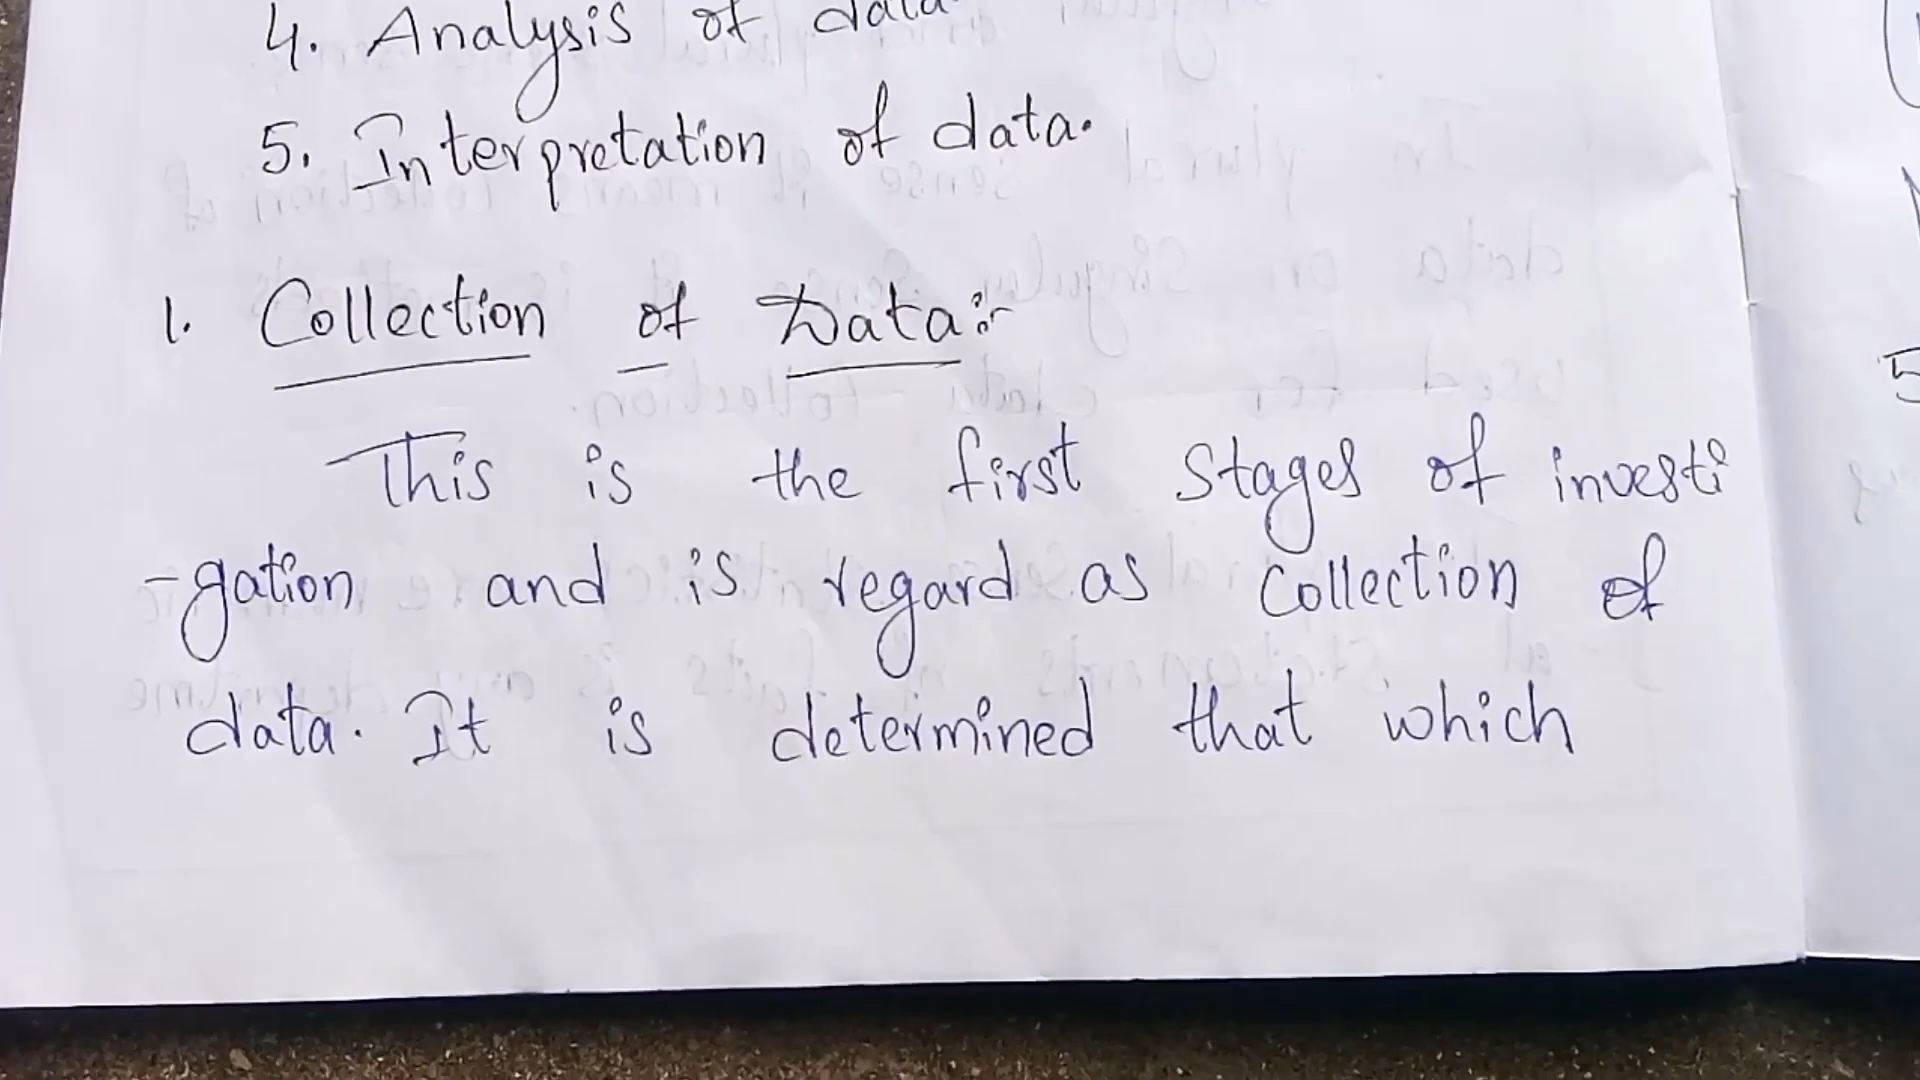 4. Analysis of data.
5. Interpretation of data.
1. Collection of Data:-
This is the first Stages of investi
-gation and is regard as Collection of
data. It is determined that which